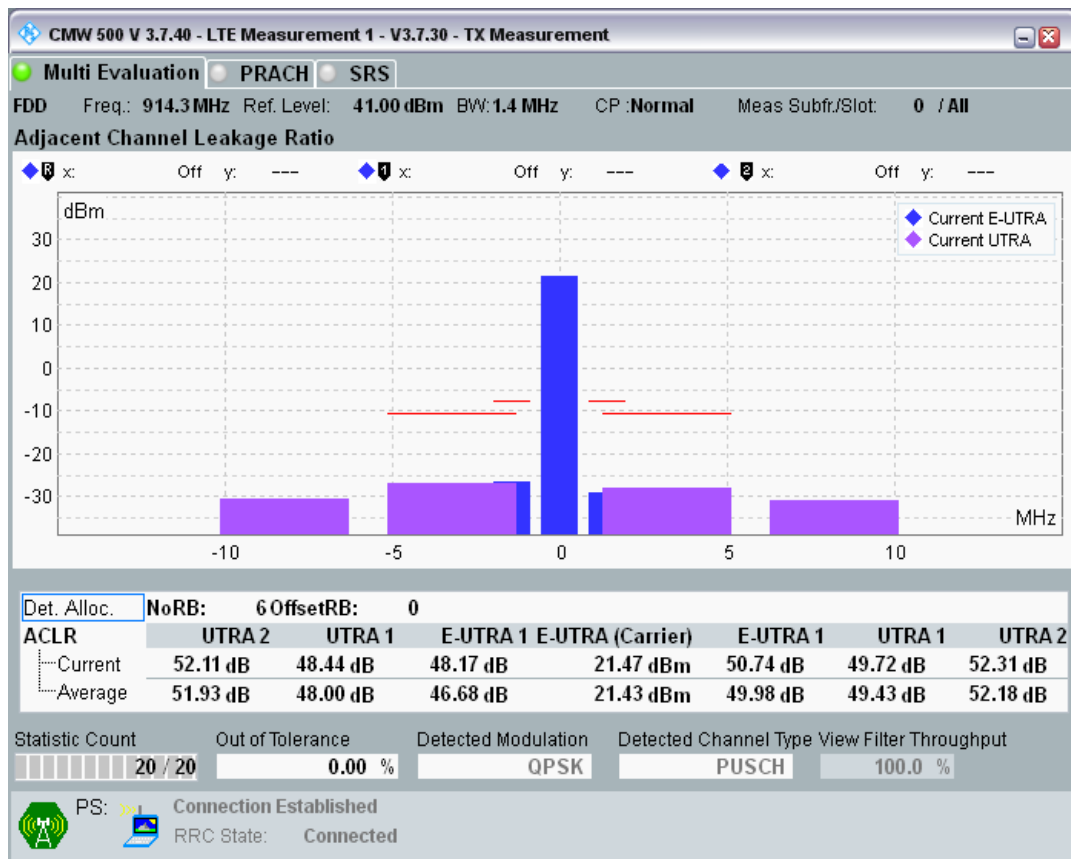 CMW 500 V 3.7.40 - LTE Measurement 1 - V3.7.30 - TX Measurement
Multi Evaluation PRACH SRS
FDD Freq.: 914.3 MHz Ref. Level: 41.00 dBm BW: 1.4 MHz CP :Normal Meas Subfr./Slot: 0 / All
Adjacent Channel Leakage Ratio
R x: Off y: --- 1 x: Off y: --- 2 x: Off y: ---
dBm
Current E-UTRA
Current UTRA
30
20
10
0
-10
-20
-30
MHz
-10 -5 0 5 10
Det. Alloc. NoRB: 6 OffsetRB: 0
ACLR UTRA 2 UTRA 1 E-UTRA 1 E-UTRA (Carrier) E-UTRA 1 UTRA 1 UTRA 2
Current 52.11 dB 48.44 dB 48.17 dB 21.47 dBm 50.74 dB 49.72 dB 52.31 dB
Average 51.93 dB 48.00 dB 46.68 dB 21.43 dBm 49.98 dB 49.43 dB 52.18 dB
Statistic Count Out of Tolerance Detected Modulation Detected Channel Type View Filter Throughput
20 / 20 0.00 % QPSK PUSCH 100.0 %
PS: Connection Established
RRC State: Connected